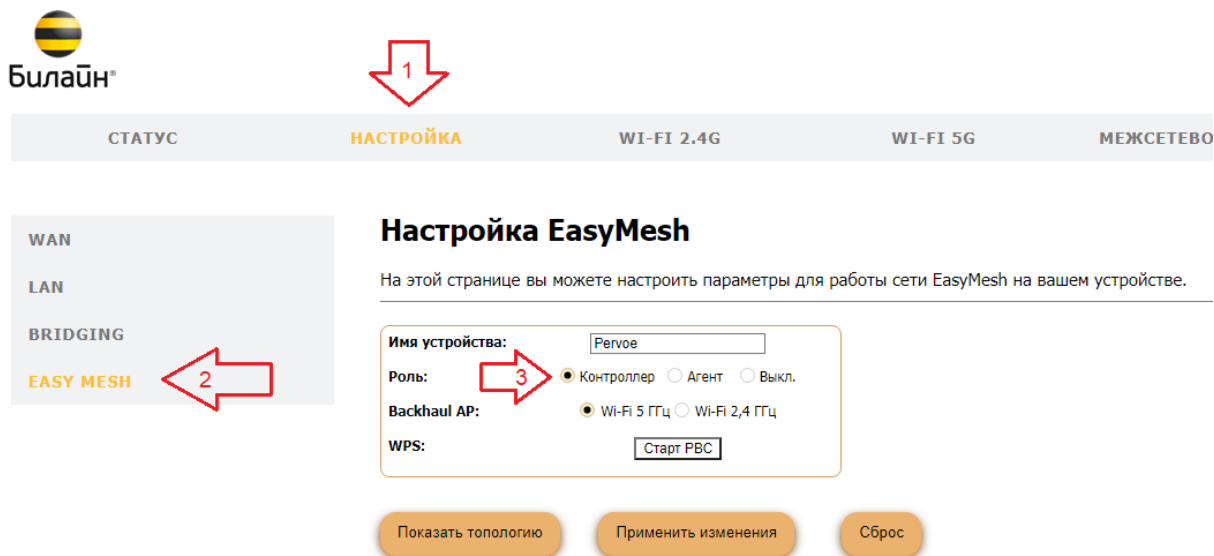 Билайн®
1
СТАТУС НАСТРОЙКА WI-FI 2.4G WI-FI 5G МЕЖСЕТЕВО
WAN
LAN
BRIDGING
EASY MESH
2
Настройка EasyMesh
На этой странице вы можете настроить параметры для работы сети EasyMesh на вашем устройстве.
Имя устройства: Pervoe
Роль: 3 Контроллер Агент Выкл.
Backhaul AP: Wi-Fi 5 ГГц Wi-Fi 2,4 ГГц
WPS: Старт PBC
Показать топологию Применить изменения Сброс